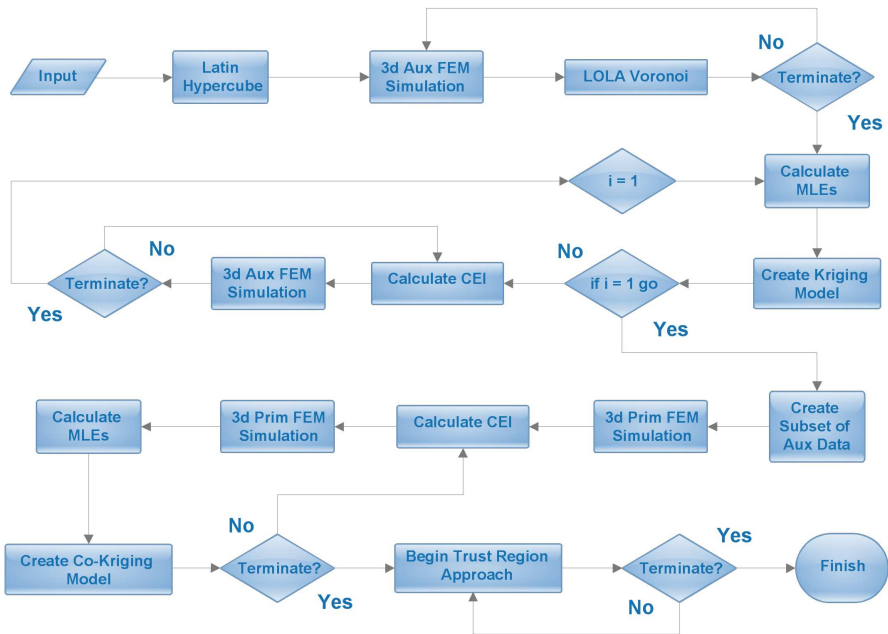 Input
Latin
Hypercube
3d Aux FEM
Simulation
LOLA Voronoi
No
Terminate?
Yes
i = 1
Calculate
MLEs
No
Terminate?
Yes
3d Aux FEM
Simulation
Calculate CEI
No
if i = 1 go
Yes
Create Kriging
Model
Calculate
MLEs
3d Prim FEM
Simulation
Calculate CEI
3d Prim FEM
Simulation
Create
Subset of
Aux Data
Create Co-Kriging
Model
No
Terminate?
Yes
Begin Trust Region
Approach
Yes
Terminate?
No
Finish